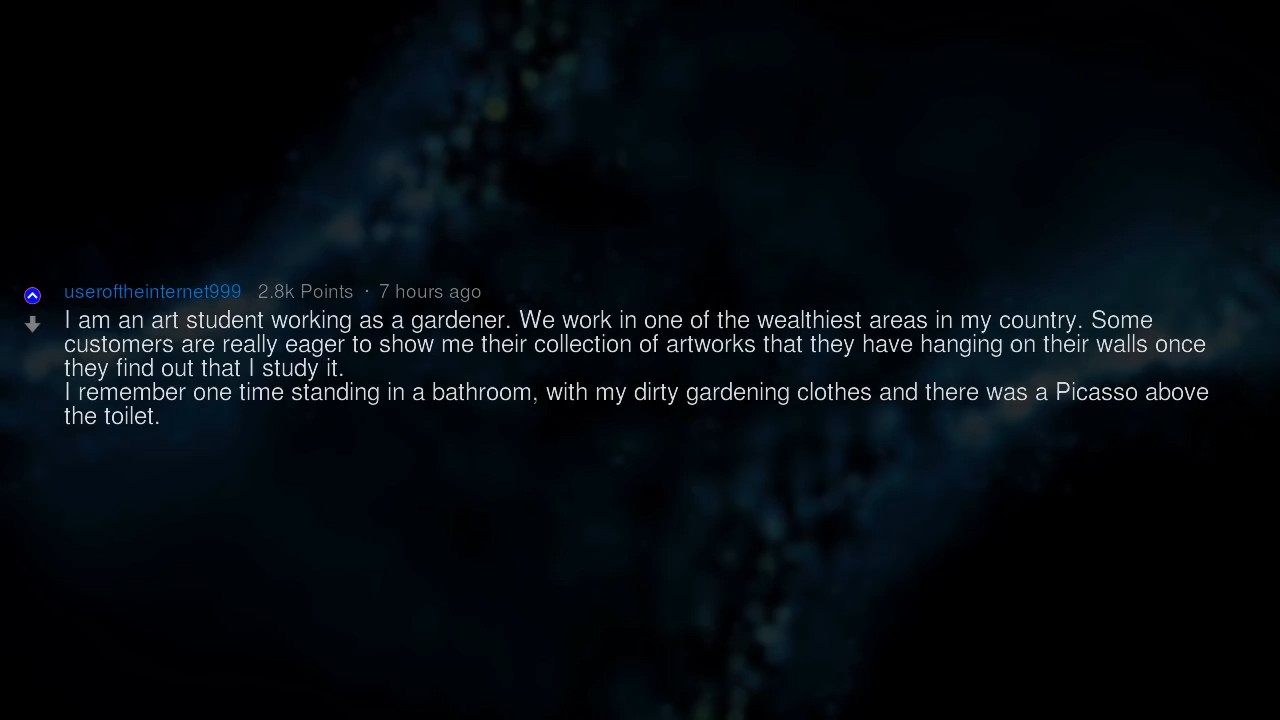 useroftheinternet999 2.8k Points · 7 hours ago
I am an art student working as a gardener. We work in one of the wealthiest areas in my country. Some
customers are really eager to show me their collection of artworks that they have hanging on their walls once
they find out that I study it.
I remember one time standing in a bathroom, with my dirty gardening clothes and there was a Picasso above
the toilet.